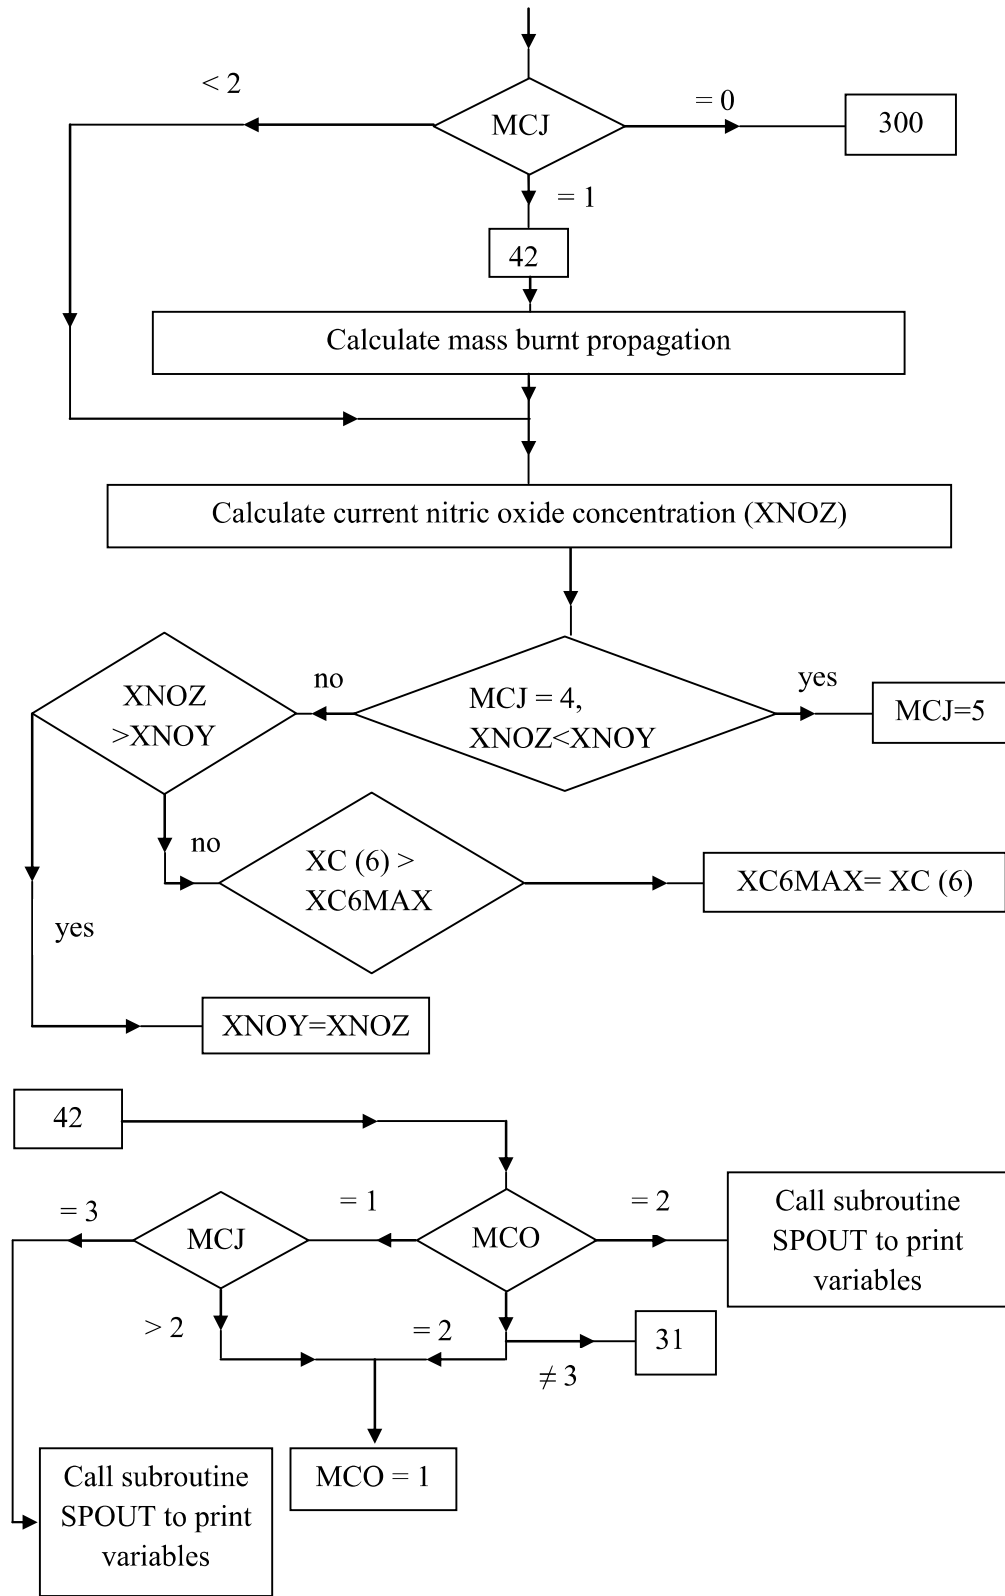 < 2
MCJ
= 0
300
= 1
42
Calculate mass burnt propagation
Calculate current nitric oxide concentration (XNOZ)
XNOZ
>XNOY
no
MCJ = 4,
XNOZ<XNOY
yes
MCJ=5
no
XC (6) >
XC6MAX
XC6MAX= XC (6)
yes
XNOY=XNOZ
42
= 3
MCJ
= 1
MCO
= 2
Call subroutine
SPOUT to print
variables
> 2
= 2
≠ 3
31
Call subroutine
SPOUT to print
variables
MCO = 1